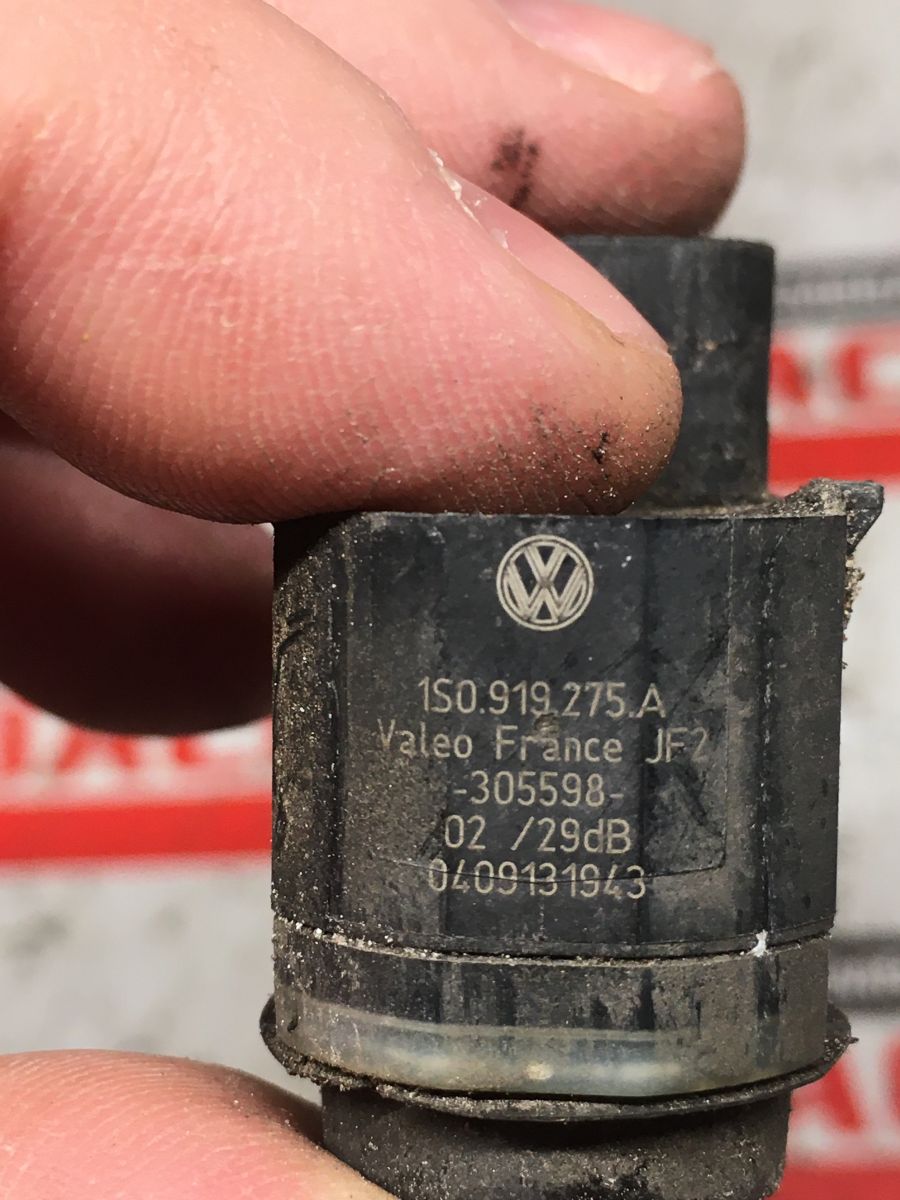 1S0.919.275.A
Valeo France JF2
-305598-
02 /29dB
0409131943